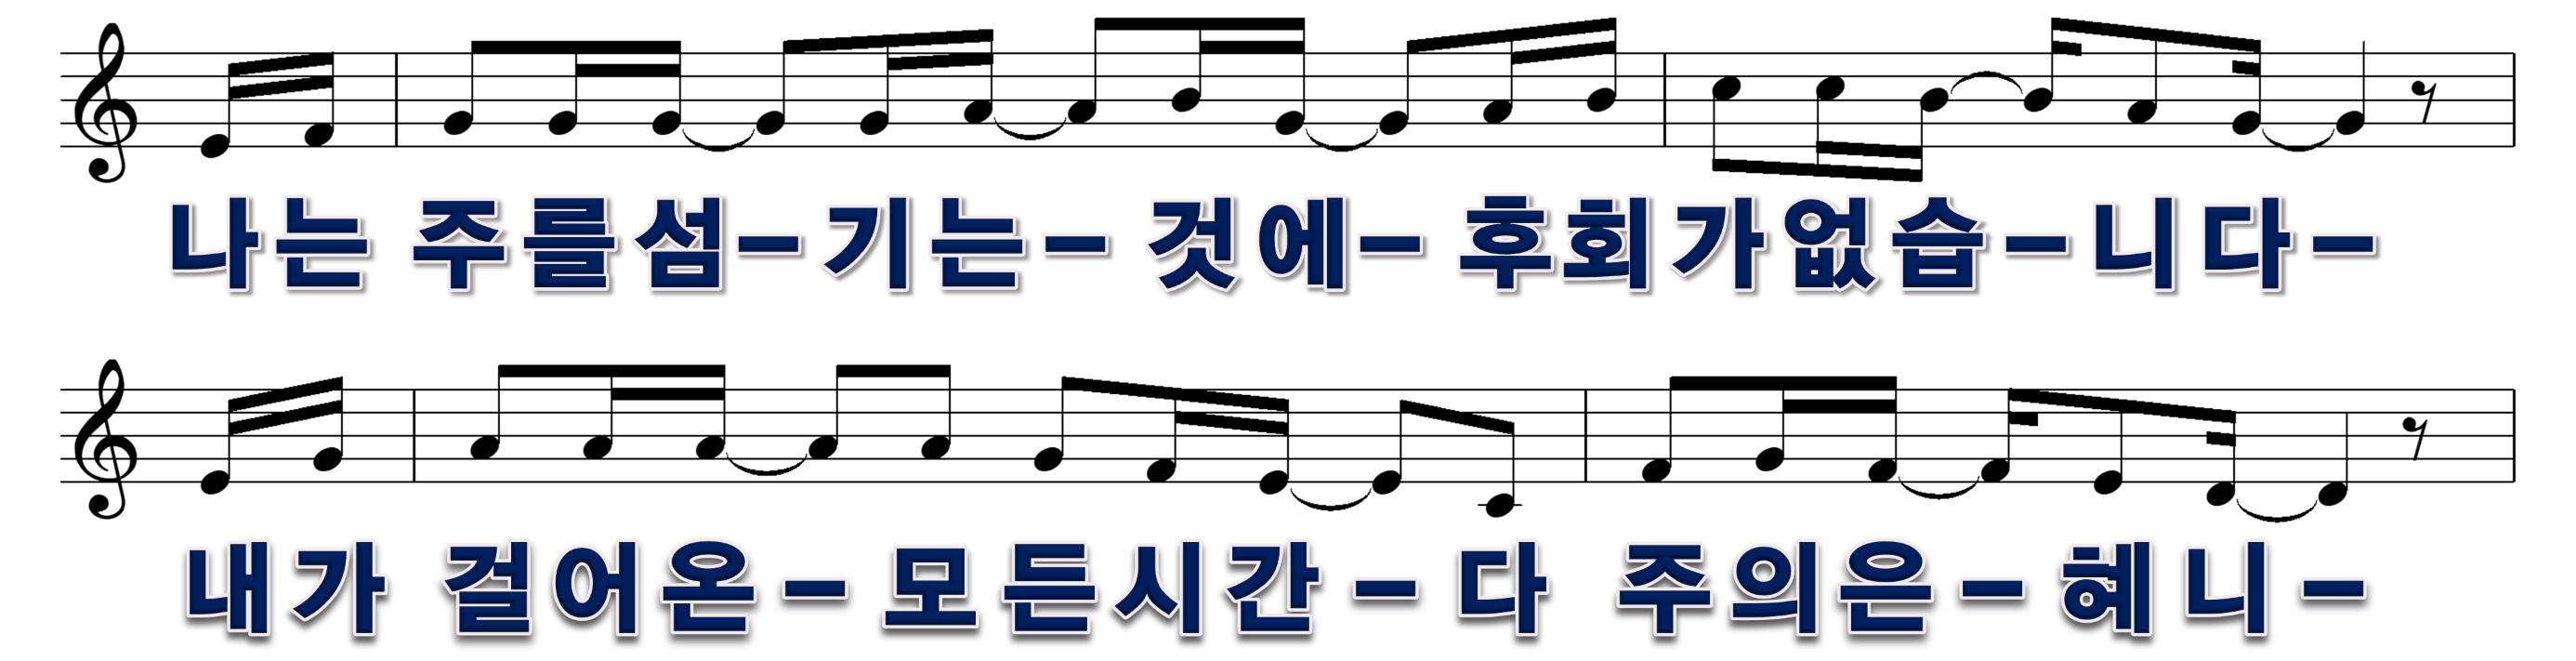 나는 주를섬-기는- 것에- 후회가없습-니다-
내가 걸어온- 모든시간-다 주의은-혜니-